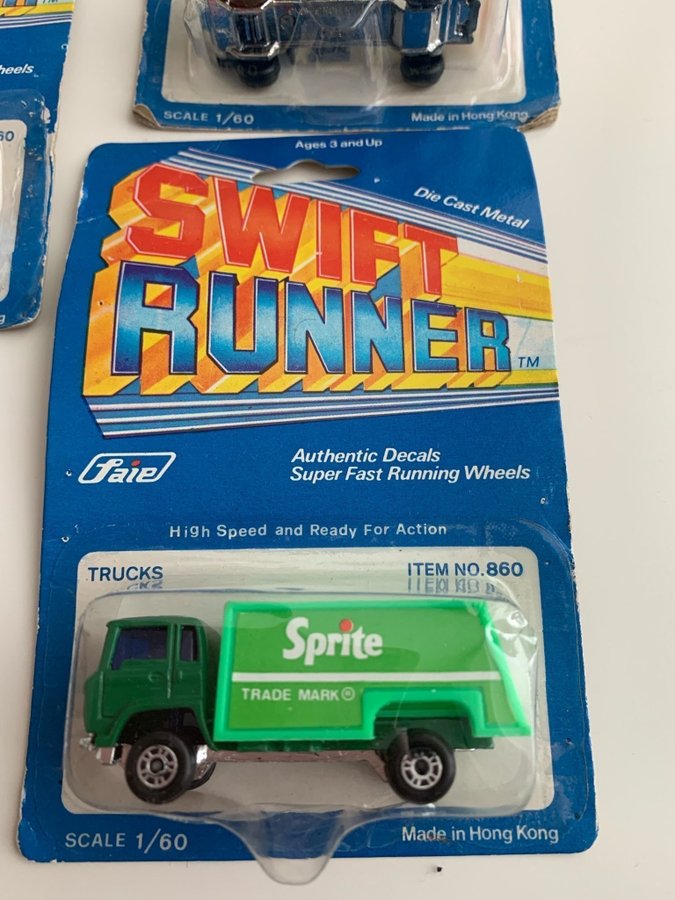 heels
60
SCALE 1/60
Made in Hong Kong
Ages 3 and Up
Die Cast Metal
SWIFT
RUNNER TM
faie
Authentic Decals
Super Fast Running Wheels
High Speed and Ready For Action
TRUCKS
ITEM NO.860
Sprite
TRADE MARK ®
SCALE 1/60
Made in Hong Kong